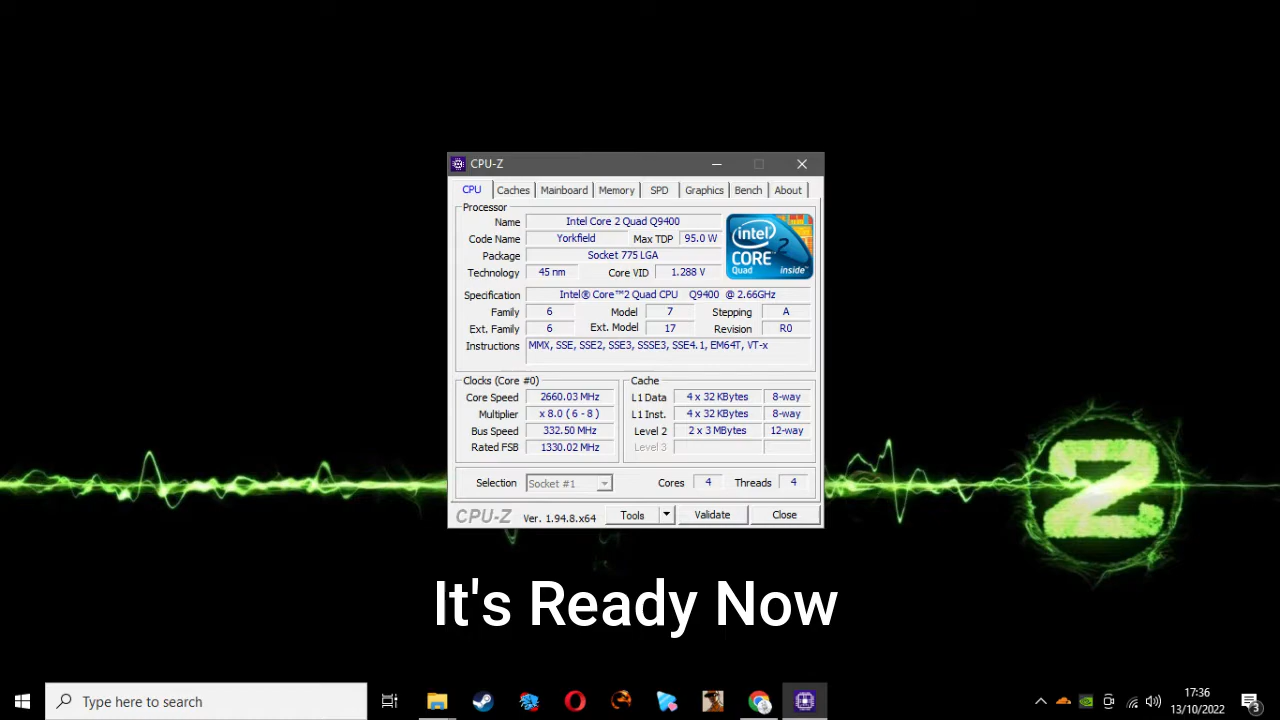 CPU-Z
CPU Caches Mainboard Memory SPD Graphics Bench About
Processor
Name Intel Core 2 Quad Q9400
Code Name Yorkfield Max TDP 95.0 W
Package Socket 775 LGA
Technology 45 nm Core VID 1.288 V
intel CORE 2 Quad inside™
Specification Intel® Core™2 Quad CPU Q9400 @ 2.66GHz
Family 6 Model 7 Stepping A
Ext. Family 6 Ext. Model 17 Revision R0
Instructions MMX, SSE, SSE2, SSE3, SSSE3, SSE4.1, EM64T, VT-x
Clocks (Core #0)
Core Speed 2660.03 MHz
Multiplier x 8.0 ( 6 - 8 )
Bus Speed 332.50 MHz
Rated FSB 1330.02 MHz
Cache
L1 Data 4 x 32 KBytes 8-way
L1 Inst. 4 x 32 KBytes 8-way
Level 2 2 x 3 MBytes 12-way
Level 3
Selection Socket #1 Cores 4 Threads 4
CPU-Z Ver. 1.94.8.x64 Tools Validate Close
Z
It's Ready Now
Type here to search
17:36
13/10/2022
3